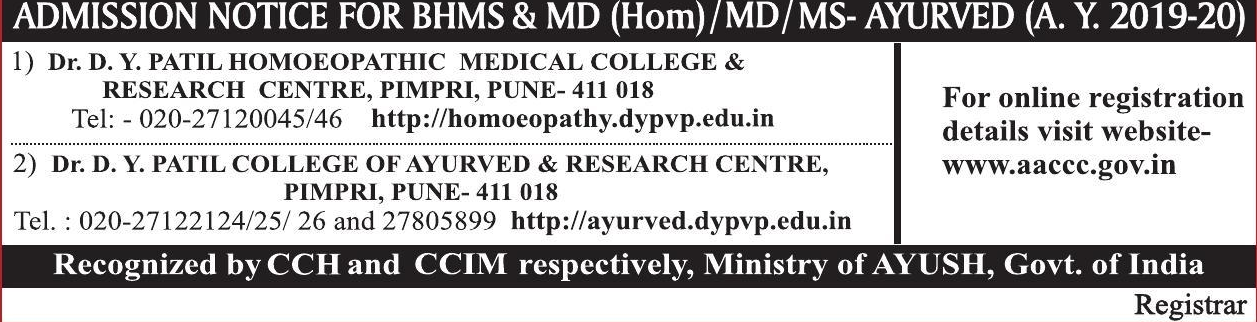 ADMISSION NOTICE FOR BHMS & MD (Hom)/MD/MS- AYURVED (A. Y. 2019-20)
1) Dr. D. Y. PATIL HOMOEOPATHIC MEDICAL COLLEGE &
RESEARCH CENTRE, PIMPRI, PUNE- 411 018
Tel: - 020-27120045/46 http://homoeopathy.dypvp.edu.in
2) Dr. D. Y. PATIL COLLEGE OF AYURVED & RESEARCH CENTRE,
PIMPRI, PUNE- 411 018
Tel. : 020-27122124/25/ 26 and 27805899 http://ayurved.dypvp.edu.in
For online registration
details visit website-
www.aaccc.gov.in
Recognized by CCH and CCIM respectively, Ministry of AYUSH, Govt. of India
Registrar